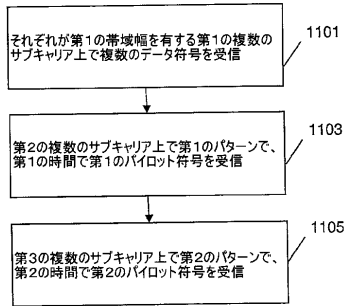 それぞれが第1の帯域幅を有する第1の複数の
サブキャリア上で複数のデータ符号を受信
1101
第2の複数のサブキャリア上で第1のパターンで、
第1の時間で第1のパイロット符号を受信
1103
第3の複数のサブキャリア上で第2のパターンで、
第2の時間で第2のパイロット符号を受信
1105